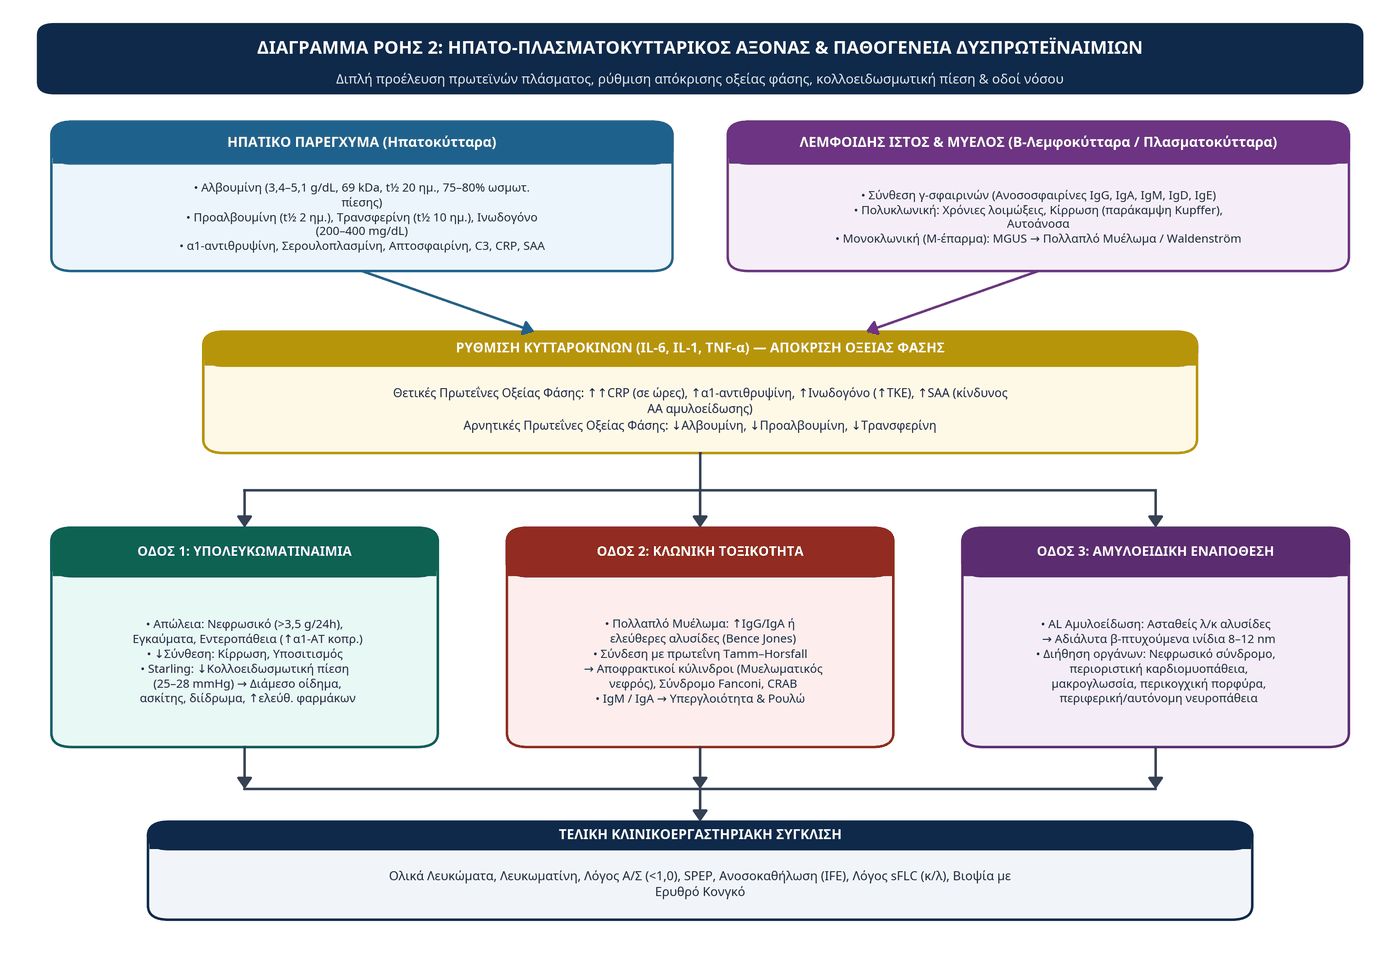 ΔΙΑΓΡΑΜΜΑ ΡΟΗΣ 2: ΗΠΑΤΟ-ΠΛΑΣΜΑΤΟΚΥΤΤΑΡΙΚΟΣ ΑΞΟΝΑΣ & ΠΑΘΟΓΕΝΕΙΑ ΔΥΣΠΡΩΤΕΪΝΑΙΜΙΩΝ
Διπλή προέλευση πρωτεϊνών πλάσματος, ρύθμιση απόκρισης οξείας φάσης, κολλοειδωσμωτική πίεση & οδοί νόσου
ΗΠΑΤΙΚΟ ΠΑΡΕΓΧΥΜΑ (Ηπατοκύτταρα)
• Αλβουμίνη (3,4–5,1 g/dL, 69 kDa, t½ 20 ημ., 75–80% ωσμωτ.
πίεσης)
• Προαλβουμίνη (t½ 2 ημ.), Τρανσφερίνη (t½ 10 ημ.), Ινωδογόνο
(200–400 mg/dL)
• α1-αντιθρυψίνη, Σερουλοπλασμίνη, Απτοσφαιρίνη, C3, CRP, SAA
ΛΕΜΦΟΙΔΗΣ ΙΣΤΟΣ & ΜΥΕΛΟΣ (Β-Λεμφοκύτταρα / Πλασματοκύτταρα)
• Σύνθεση γ-σφαιρινών (Ανοσοσφαιρίνες IgG, IgA, IgM, IgD, IgE)
• Πολυκλωνική: Χρόνιες λοιμώξεις, Κίρρωση (παράκαμψη Kupffer),
Αυτοάνοσα
• Μονοκλωνική (Μ-έπαρμα): MGUS → Πολλαπλό Μυέλωμα / Waldenström
ΡΥΘΜΙΣΗ ΚΥΤΤΑΡΟΚΙΝΩΝ (IL-6, IL-1, TNF-α) — ΑΠΟΚΡΙΣΗ ΟΞΕΙΑΣ ΦΑΣΗΣ
Θετικές Πρωτεΐνες Οξείας Φάσης: ↑↑CRP (σε ώρες), ↑α1-αντιθρυψίνη, ↑Ινωδογόνο (↑ΤΚΕ), ↑SAA (κίνδυνος
AA αμυλοείδωσης)
Αρνητικές Πρωτεΐνες Οξείας Φάσης: ↓Αλβουμίνη, ↓Προαλβουμίνη, ↓Τρανσφερίνη
ΟΔΟΣ 1: ΥΠΟΛΕΥΚΩΜΑΤΙΝΑΙΜΙΑ
• Απώλεια: Νεφρωσικό (>3,5 g/24h),
Εγκαύματα, Εντεροπάθεια (↑α1-AT κοπρ.)
• ↓Σύνθεση: Κίρρωση, Υποσιτισμός
• Starling: ↓Κολλοειδωσμωτική πίεση
(25–28 mmHg) → Διάμεσο οίδημα,
ασκίτης, διίδρωμα, ↑ελεύθ. φαρμάκων
ΟΔΟΣ 2: ΚΛΩΝΙΚΗ ΤΟΞΙΚΟΤΗΤΑ
• Πολλαπλό Μυέλωμα: ↑IgG/IgA ή
ελεύθερες αλυσίδες (Bence Jones)
• Σύνδεση με πρωτεΐνη Tamm–Horsfall
→ Αποφρακτικοί κύλινδροι (Μυελωματικός
νεφρός), Σύνδρομο Fanconi, CRAB
• IgM / IgA → Υπεργλοιότητα & Ρουλώ
ΟΔΟΣ 3: ΑΜΥΛΟΕΙΔΙΚΗ ΕΝΑΠΟΘΕΣΗ
• AL Αμυλοείδωση: Ασταθείς λ/κ αλυσίδες
→ Αδιάλυτα β-πτυχούμενα ινίδια 8–12 nm
• Διήθηση οργάνων: Νεφρωσικό σύνδρομο,
περιοριστική καρδιομυοπάθεια,
μακρογλωσσία, περικογχική πορφύρα,
περιφερική/αυτόνομη νευροπάθεια
ΤΕΛΙΚΗ ΚΛΙΝΙΚΟΕΡΓΑΣΤΗΡΙΑΚΗ ΣΥΓΚΛΙΣΗ
Ολικά Λευκώματα, Λευκωματίνη, Λόγος Α/Σ (<1,0), SPEP, Ανοσοκαθήλωση (IFE), Λόγος sFLC (κ/λ), Βιοψία με
Ερυθρό Κονγκό